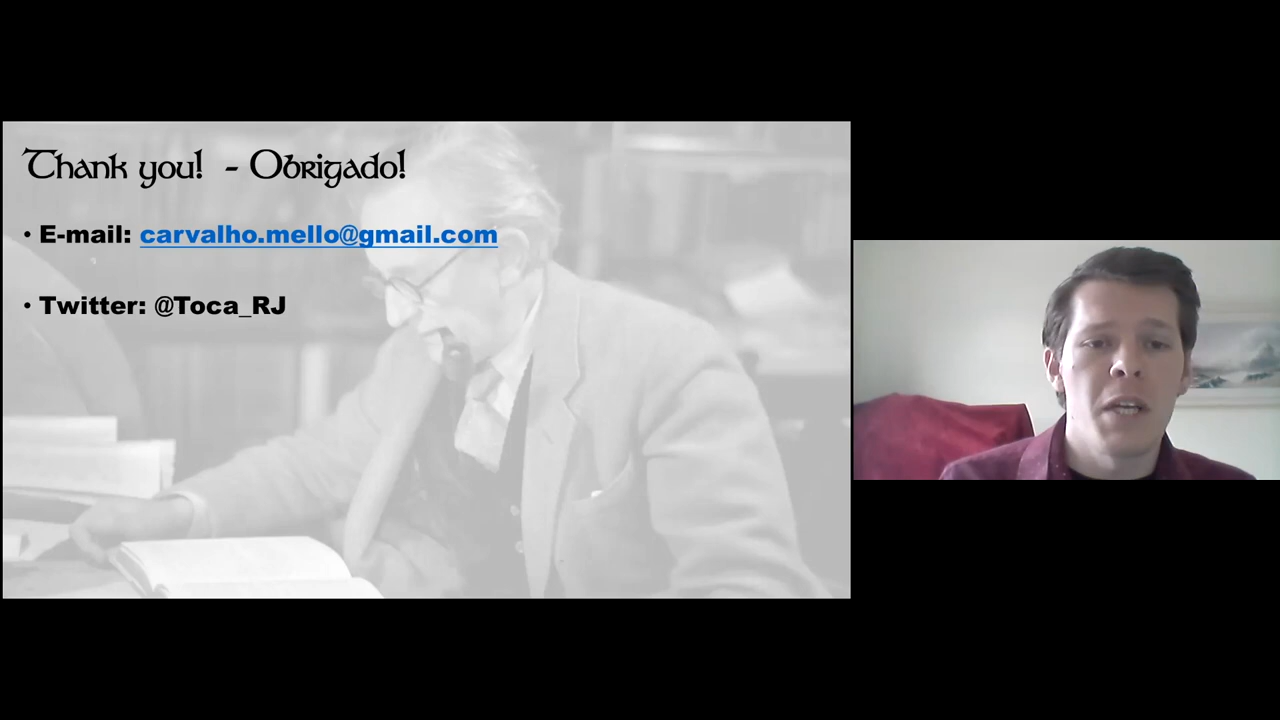 Thank you! - Obrigado!
• E-mail: carvalho.mello@gmail.com
• Twitter: @Toca_RJ